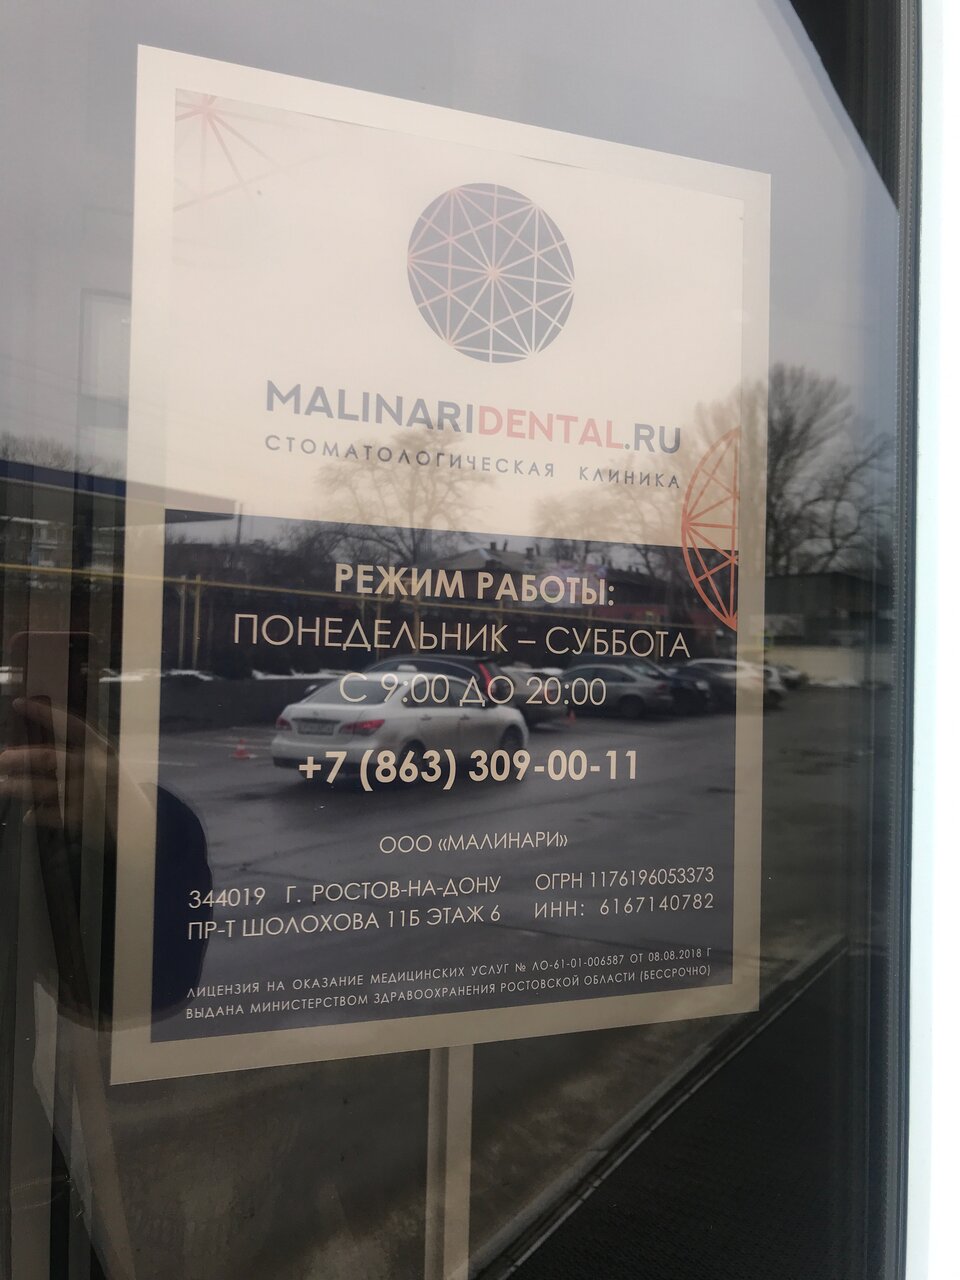 MALINARIDENTAL.RU
СТОМАТОЛОГИЧЕСКАЯ КЛИНИКА
РЕЖИМ РАБОТЫ:
ПОНЕДЕЛЬНИК – СУББОТА
С 9:00 ДО 20:00
+7 (863) 309-00-11
ООО «МАЛИНАРИ»
344019 Г. РОСТОВ-НА-ДОНУ
ПР-Т ШОЛОХОВА 11Б ЭТАЖ 6
ОГРН 1176196053373
ИНН: 6167140782
ЛИЦЕНЗИЯ НА ОКАЗАНИЕ МЕДИЦИНСКИХ УСЛУГ № ЛО-61-01-006587 ОТ 08.08.2018 Г
ВЫДАНА МИНИСТЕРСТВОМ ЗДРАВООХРАНЕНИЯ РОСТОВСКОЙ ОБЛАСТИ (БЕССРОЧНО)